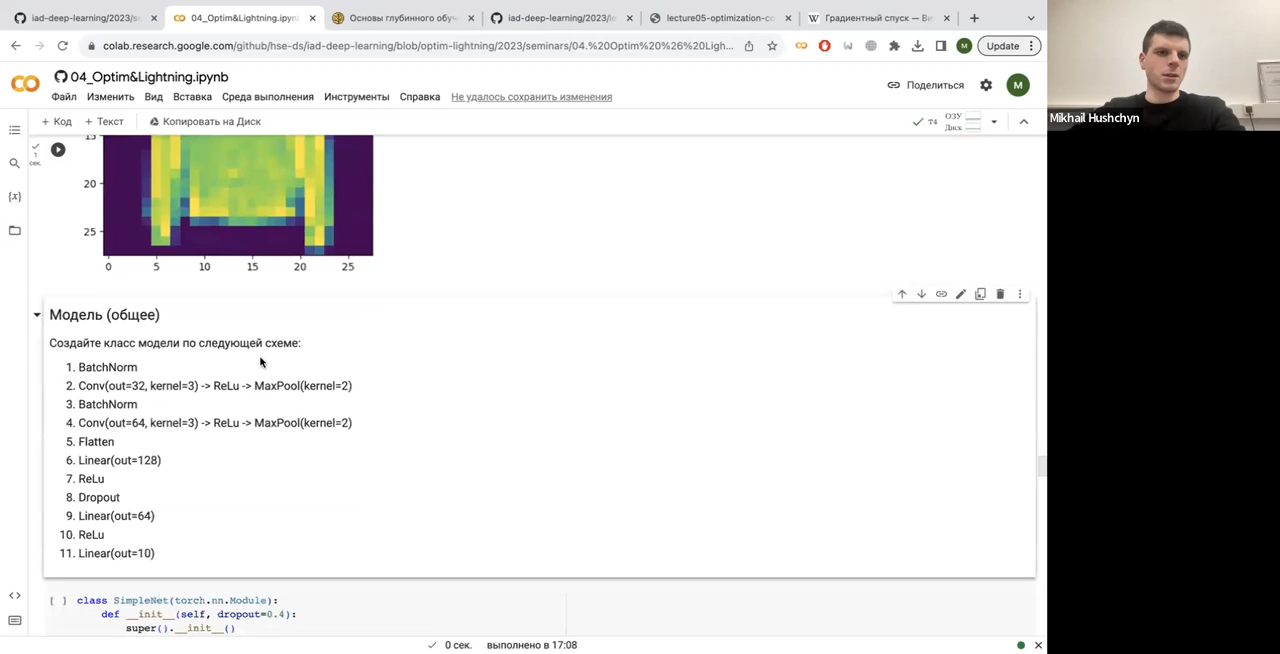 iad-deep-learning/2023/se
04_Optim&Lightning.ipynb
Основы глубинного обуч
iad-deep-learning/2023/le
lecture05-optimization-cc
Градиентный спуск — Ви
colab.research.google.com/github/hse-ds/iad-deep-learning/blob/optim-lightning/2023/seminars/04.%20Optim%20%26%20Ligh...
M
Update
04_Optim&Lightning.ipynb
Поделиться
M
Файл Изменить Вид Вставка Среда выполнения Инструменты Справка Не удалось сохранить изменения
+ Код + Текст Копировать на Диск
T4
ОЗУ
Диск
1
сек.
15
20
25
0 5 10 15 20 25
Модель (общее)
Создайте класс модели по следующей схеме:
1. BatchNorm
2. Conv(out=32, kernel=3) -> ReLu -> MaxPool(kernel=2)
3. BatchNorm
4. Conv(out=64, kernel=3) -> ReLu -> MaxPool(kernel=2)
5. Flatten
6. Linear(out=128)
7. ReLu
8. Dropout
9. Linear(out=64)
10. ReLu
11. Linear(out=10)
[ ] class SimpleNet(torch.nn.Module):
def __init__(self, dropout=0.4):
super().__init__()
0 сек. выполнено в 17:08
Mikhail Hushchyn